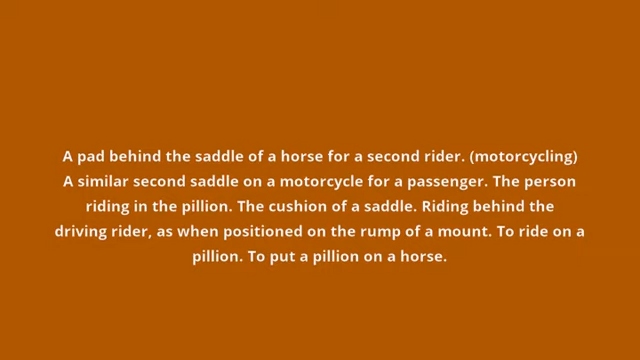 A pad behind the saddle of a horse for a second rider. (motorcycling)
A similar second saddle on a motorcycle for a passenger. The person
riding in the pillion. The cushion of a saddle. Riding behind the
driving rider, as when positioned on the rump of a mount. To ride on a
pillion. To put a pillion on a horse.